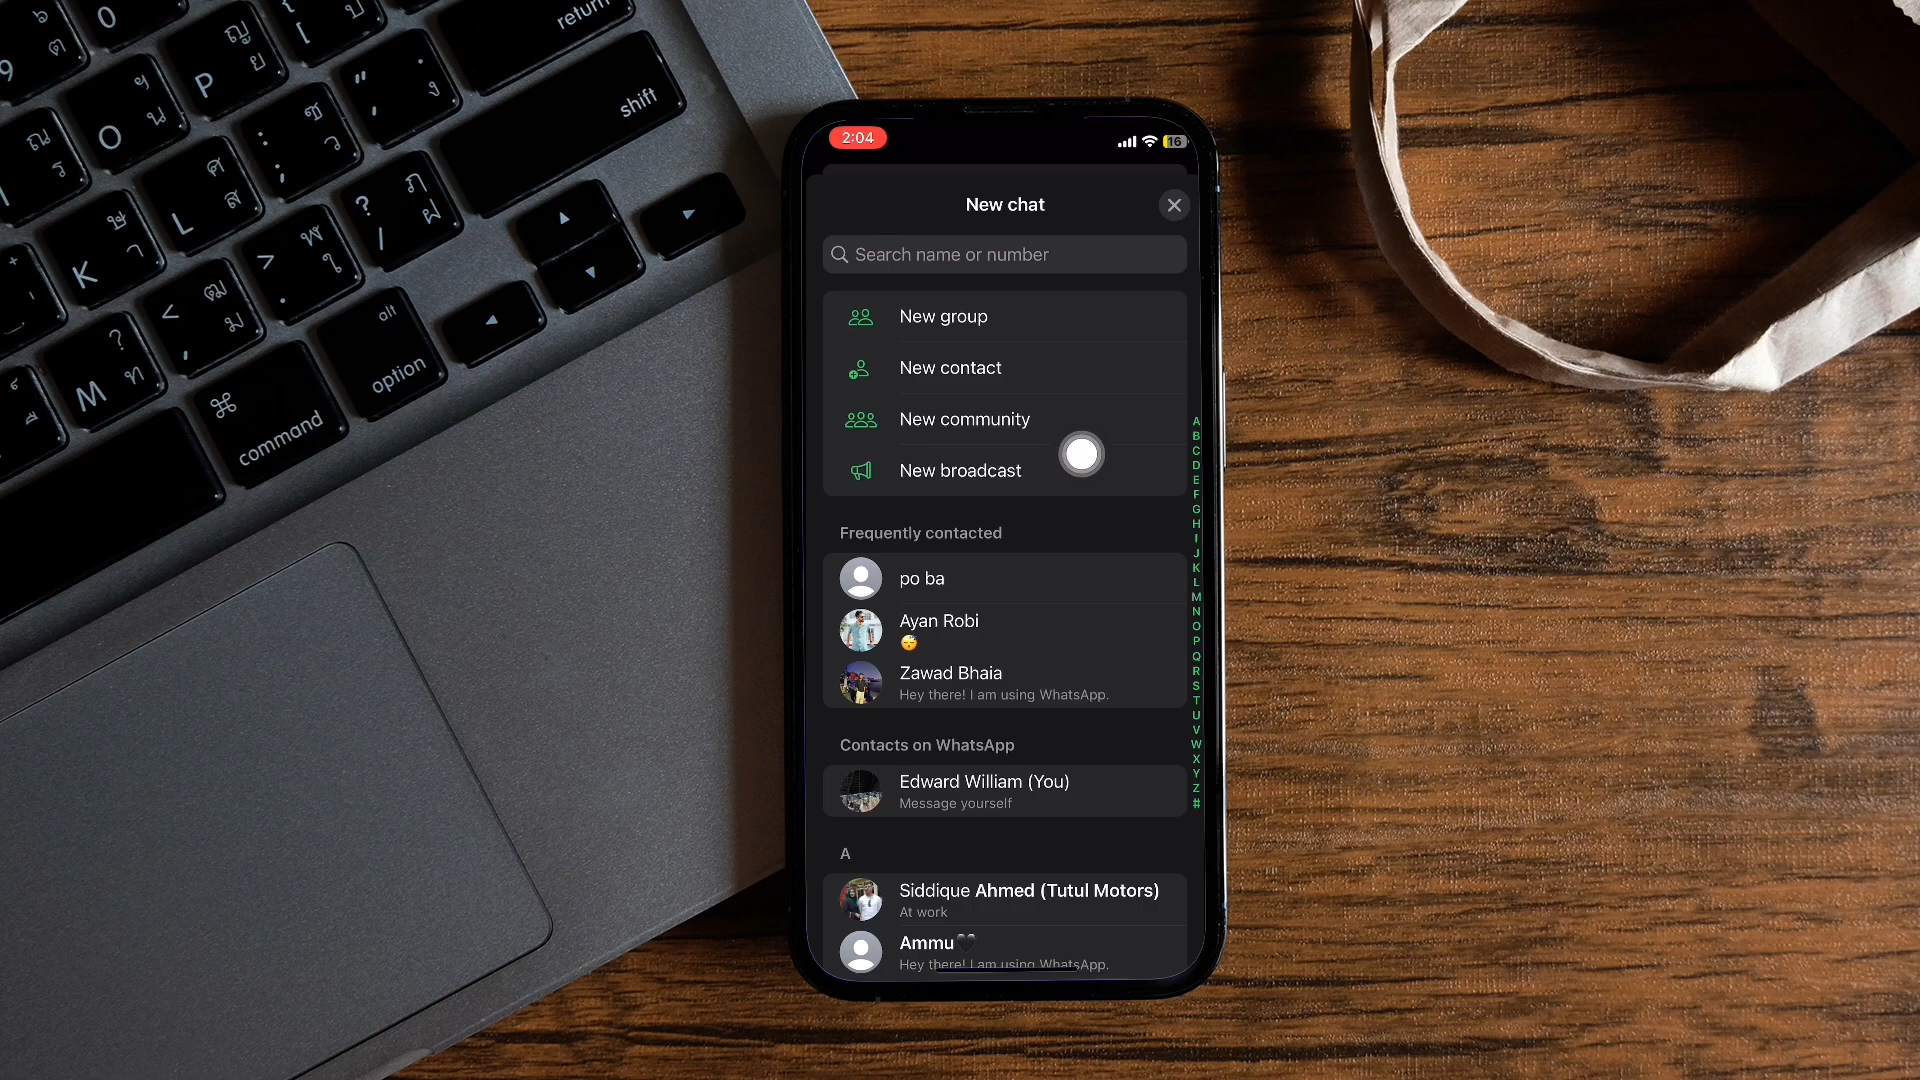 return
shift
alt
option
command
2:04
16
New chat
Search name or number
New group
New contact
New community
New broadcast
Frequently contacted
po ba
Ayan Robi
😴
Zawad Bhaia
Hey there! I am using WhatsApp.
Contacts on WhatsApp
Edward William (You)
Message yourself
A
Siddique Ahmed (Tutul Motors)
At work
Ammu🖤
Hey there! I am using WhatsApp.
A
B
C
D
E
F
G
H
I
J
K
L
M
N
O
P
Q
R
S
T
U
V
W
X
Y
Z
#
9
O
P
L
K
M